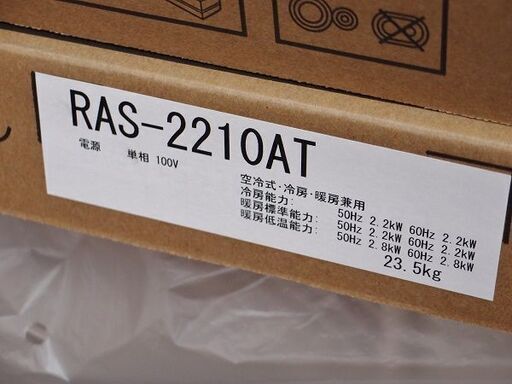 RAS-2210AT
電源 単相 100V
空冷式・冷房・暖房兼用
冷房能力: 50Hz 2.2kW 60Hz 2.2kW
暖房標準能力: 50Hz 2.2kW 60Hz 2.2kW
暖房低温能力: 50Hz 2.8kW 60Hz 2.8kW
23.5kg